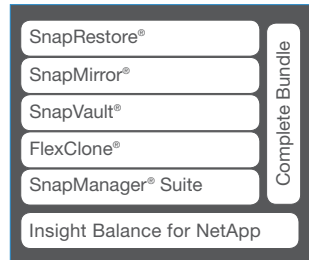 SnapRestore®
SnapMirror®
SnapVault®
FlexClone®
SnapManager® Suite
Complete Bundle
Insight Balance for NetApp